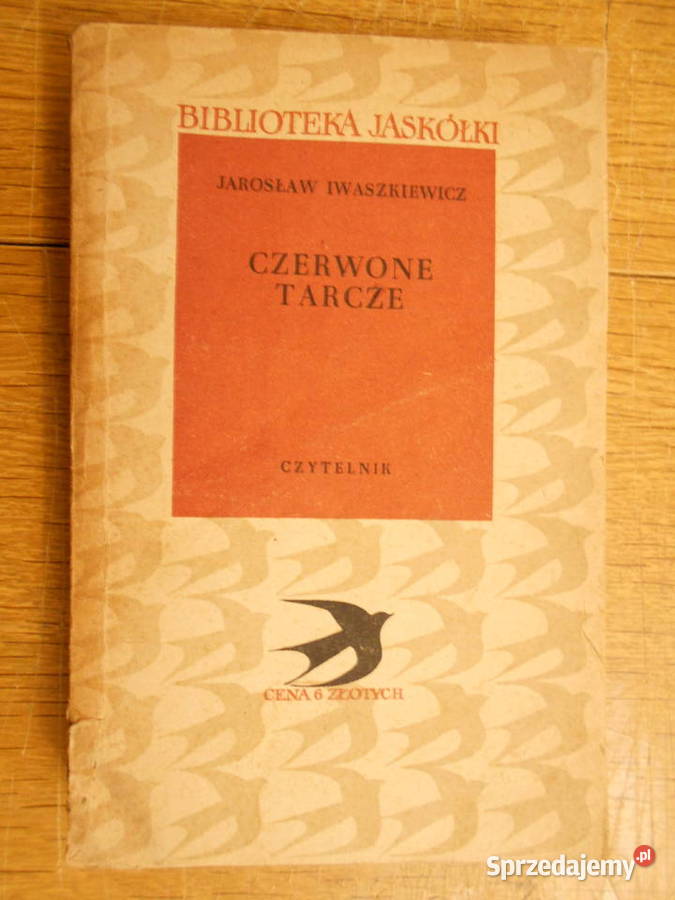 BIBLIOTEKA JASKÓŁKI
JAROSŁAW IWASZKIEWICZ
CZERWONE
TARCZE
CZYTELNIK
CENA 6 ZŁOTYCH
Sprzedajemy.pl